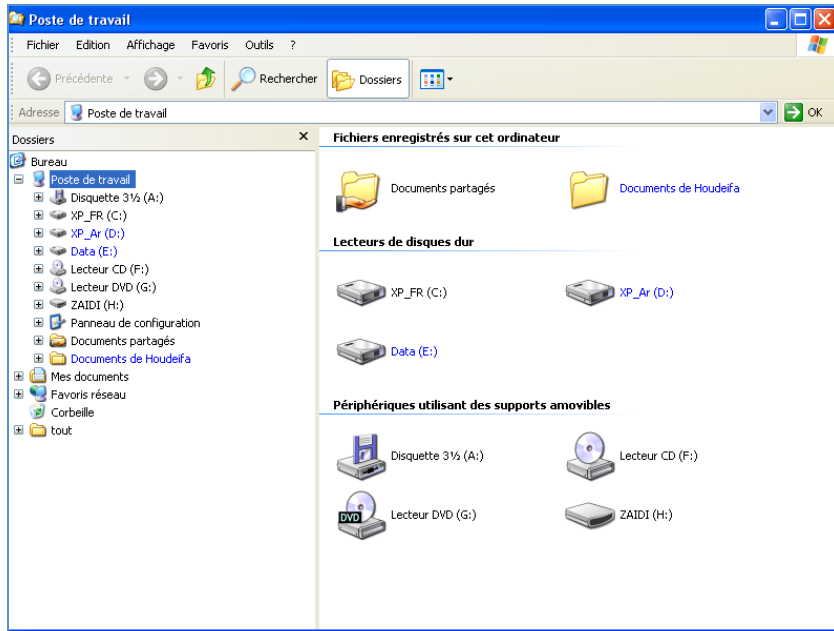 Poste de travail
Fichier Edition Affichage Favoris Outils ?
Précédente Rechercher Dossiers
Adresse Poste de travail OK
Dossiers
Bureau
Poste de travail
Disquette 3½ (A:)
XP_FR (C:)
XP_Ar (D:)
Data (E:)
Lecteur CD (F:)
Lecteur DVD (G:)
ZAIDI (H:)
Panneau de configuration
Documents partagés
Documents de Houdeifa
Mes documents
Favoris réseau
Corbeille
tout
Fichiers enregistrés sur cet ordinateur
Documents partagés Documents de Houdeifa
Lecteurs de disques dur
XP_FR (C:) XP_Ar (D:)
Data (E:)
Périphériques utilisant des supports amovibles
Disquette 3½ (A:) Lecteur CD (F:)
DVD Lecteur DVD (G:) ZAIDI (H:)